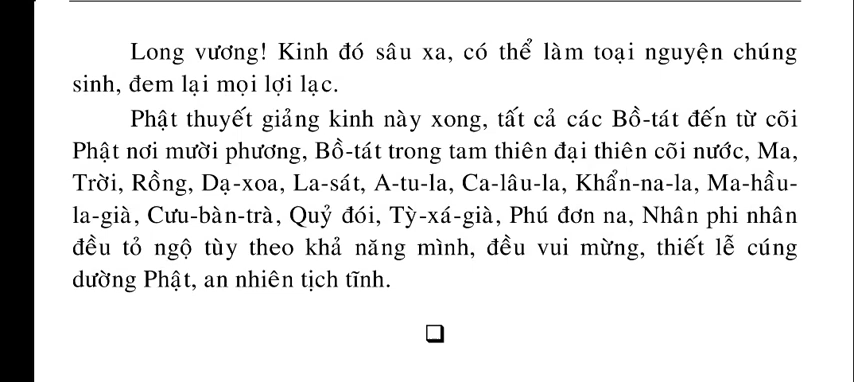 Long vương! Kinh đó sâu xa, có thể làm toại nguyện chúng
sinh, đem lại mọi lợi lạc.
Phật thuyết giảng kinh này xong, tất cả các Bồ-tát đến từ cõi
Phật nơi mười phương, Bồ-tát trong tam thiên đại thiên cõi nước, Ma,
Trời, Rồng, Dạ-xoa, La-sát, A-tu-la, Ca-lâu-la, Khẩn-na-la, Ma-hầu-
la-già, Cưu-bàn-trà, Quỷ đói, Tỳ-xá-già, Phú đơn na, Nhân phi nhân
đều tỏ ngộ tùy theo khả năng mình, đều vui mừng, thiết lễ cúng
dường Phật, an nhiên tịch tĩnh.